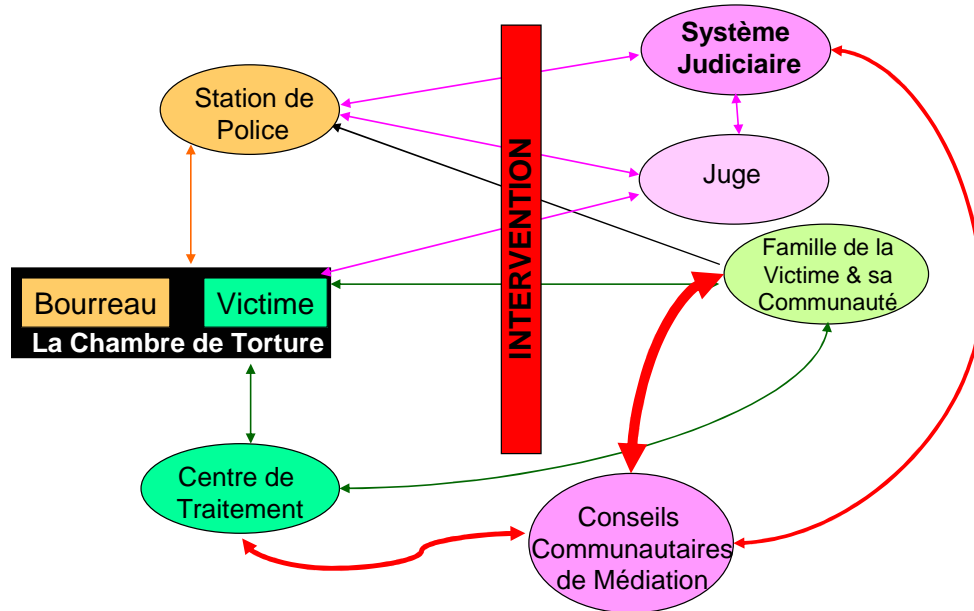 Système
Judiciaire
Station de
Police
INTERVENTION
Juge
Famille de la
Victime & sa
Communauté
Bourreau
Victime
La Chambre de Torture
Centre de
Traitement
Conseils
Communautaires
de Médiation